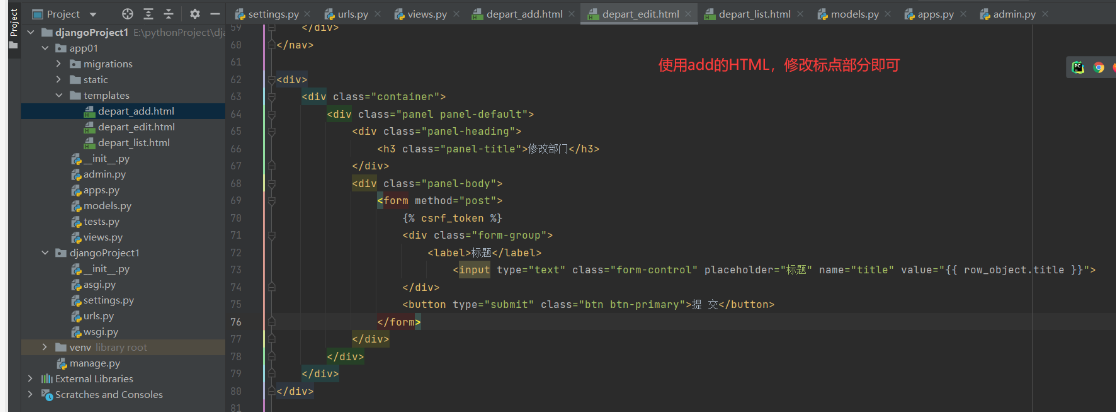 Project
Project
settings.py
urls.py
views.py
depart_add.html
depart_edit.html
depart_list.html
models.py
apps.py
admin.py
djangoProject1 E:\pythonProject\dja
app01
migrations
static
templates
depart_add.html
depart_edit.html
depart_list.html
__init__.py
admin.py
apps.py
models.py
tests.py
views.py
djangoProject1
__init__.py
asgi.py
settings.py
urls.py
wsgi.py
venv library root
manage.py
External Libraries
Scratches and Consoles
使用add的HTML，修改标点部分即可
59 </div>
60 </nav>
61
62 <div>
63 <div class="container">
64 <div class="panel panel-default">
65 <div class="panel-heading">
66 <h3 class="panel-title">修改部门</h3>
67 </div>
68 <div class="panel-body">
69 <form method="post">
70 {% csrf_token %}
71 <div class="form-group">
72 <label>标题</label>
73 <input type="text" class="form-control" placeholder="标题" name="title" value="{{ row_object.title }}">
74 </div>
75 <button type="submit" class="btn btn-primary">提 交</button>
76 </form>
77 </div>
78 </div>
79 </div>
80 </div>
81